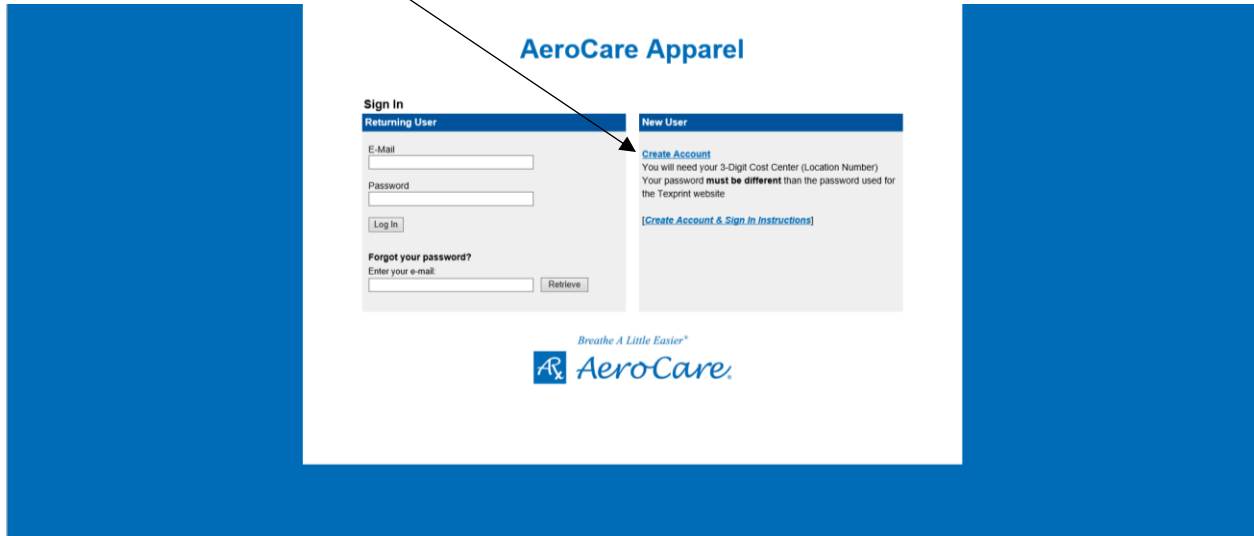 AeroCare Apparel
Sign In
Returning User
E-Mail
Password
Log In
Forgot your password?
Enter your e-mail:
Retrieve
New User
Create Account
You will need your 3-Digit Cost Center (Location Number)
Your password must be different than the password used for
the Texprint website
[Create Account & Sign In Instructions]
Breathe A Little Easier®
ARx AeroCare®